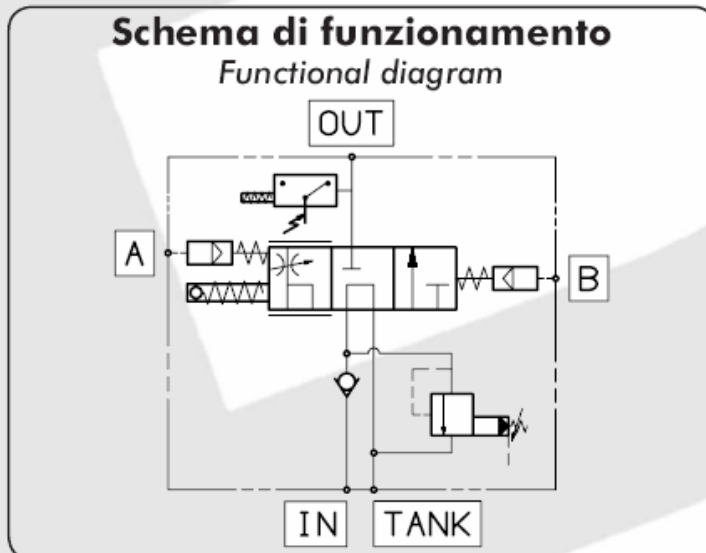 Schema di funzionamento
Functional diagram
OUT
A
B
IN
TANK